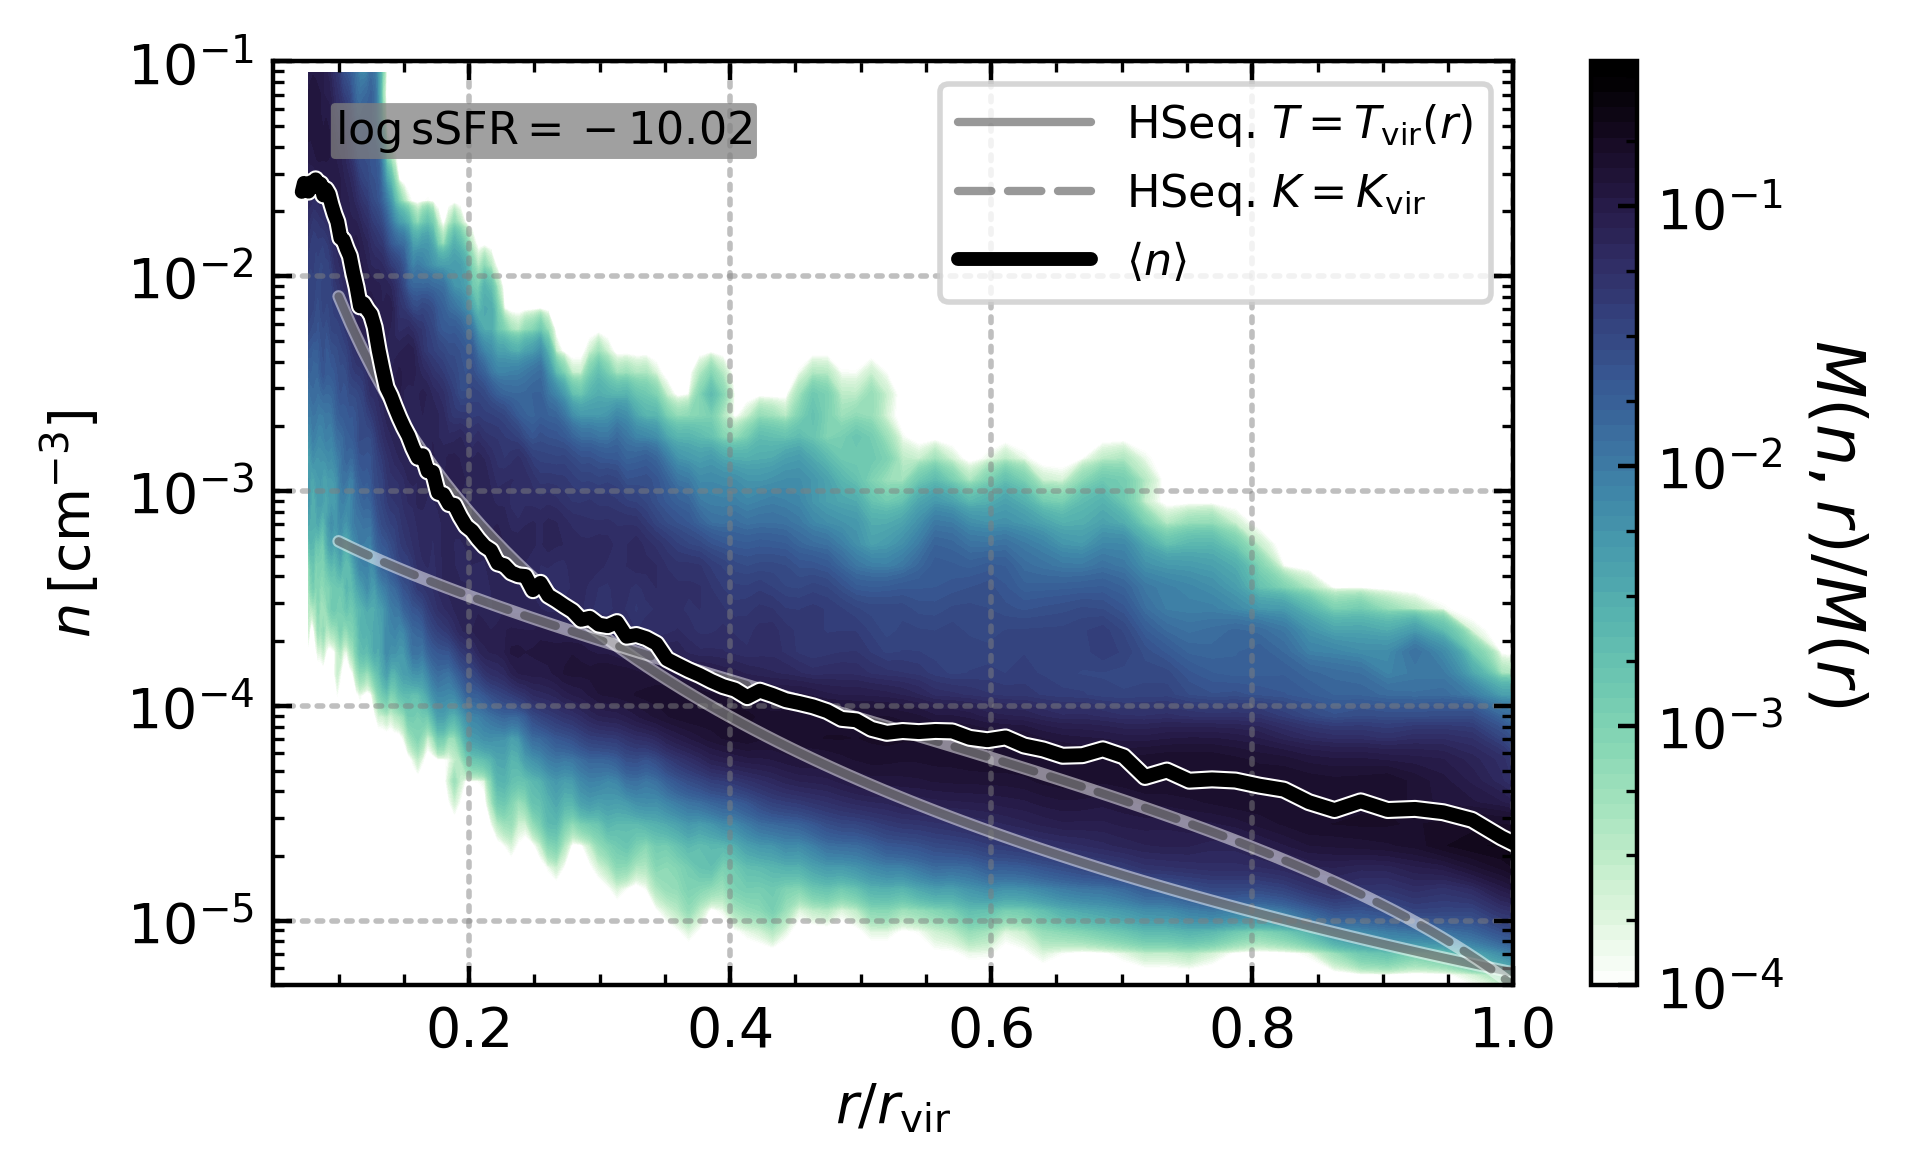 log sSFR = − 10.02
HSeq. T = T_vir(r)
HSeq. K = K_vir
⟨n⟩
n [cm⁻³]
10⁻¹
10⁻²
10⁻³
10⁻⁴
10⁻⁵
0.2 0.4 0.6 0.8 1.0
r/r_vir
10⁻¹
10⁻²
10⁻³
10⁻⁴
M(n, r)/M(r)